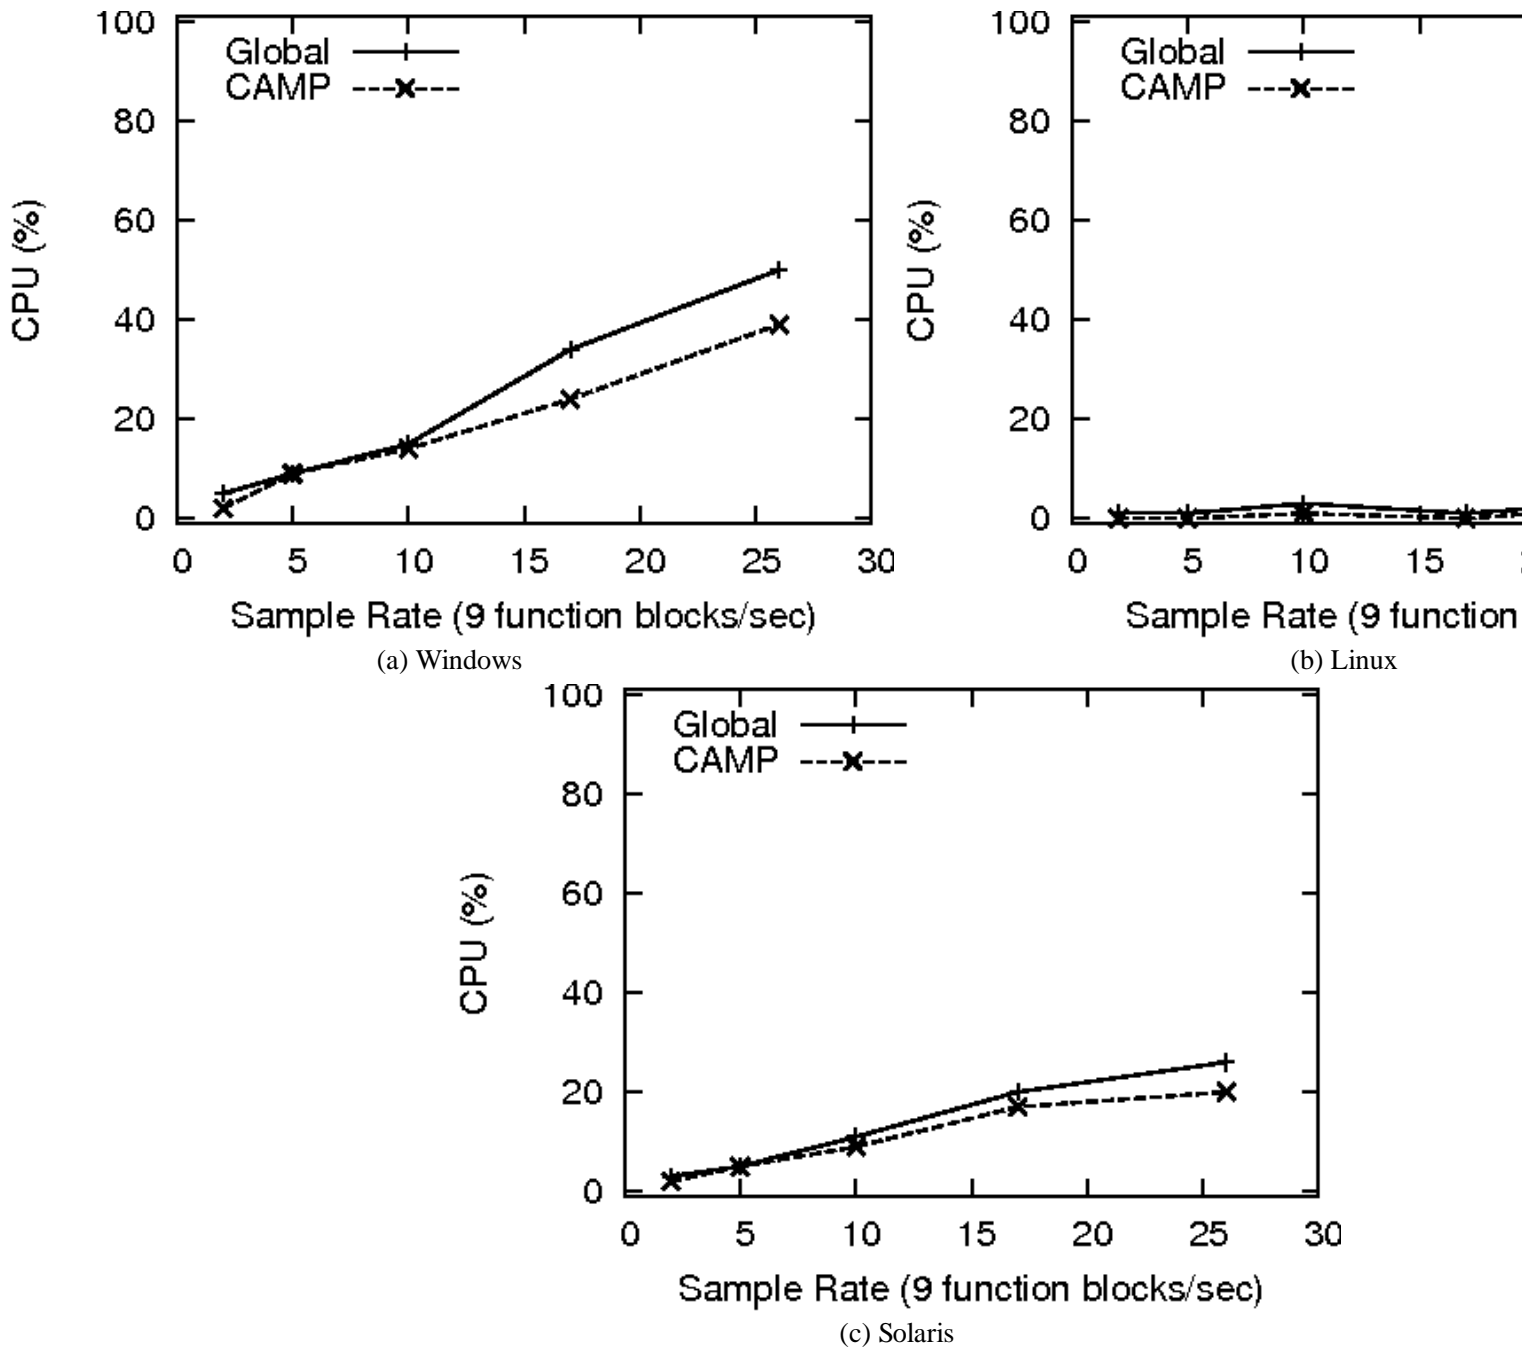 100
Global
CAMP
80
60
40
20
0
CPU (%)
0 5 10 15 20 25 30
Sample Rate (9 function blocks/sec)
(a) Windows
100
Global
CAMP
80
60
40
20
0
CPU (%)
0 5 10 15
Sample Rate (9 function
(b) Linux
100
Global
CAMP
80
60
40
20
0
CPU (%)
0 5 10 15 20 25 30
Sample Rate (9 function blocks/sec)
(c) Solaris